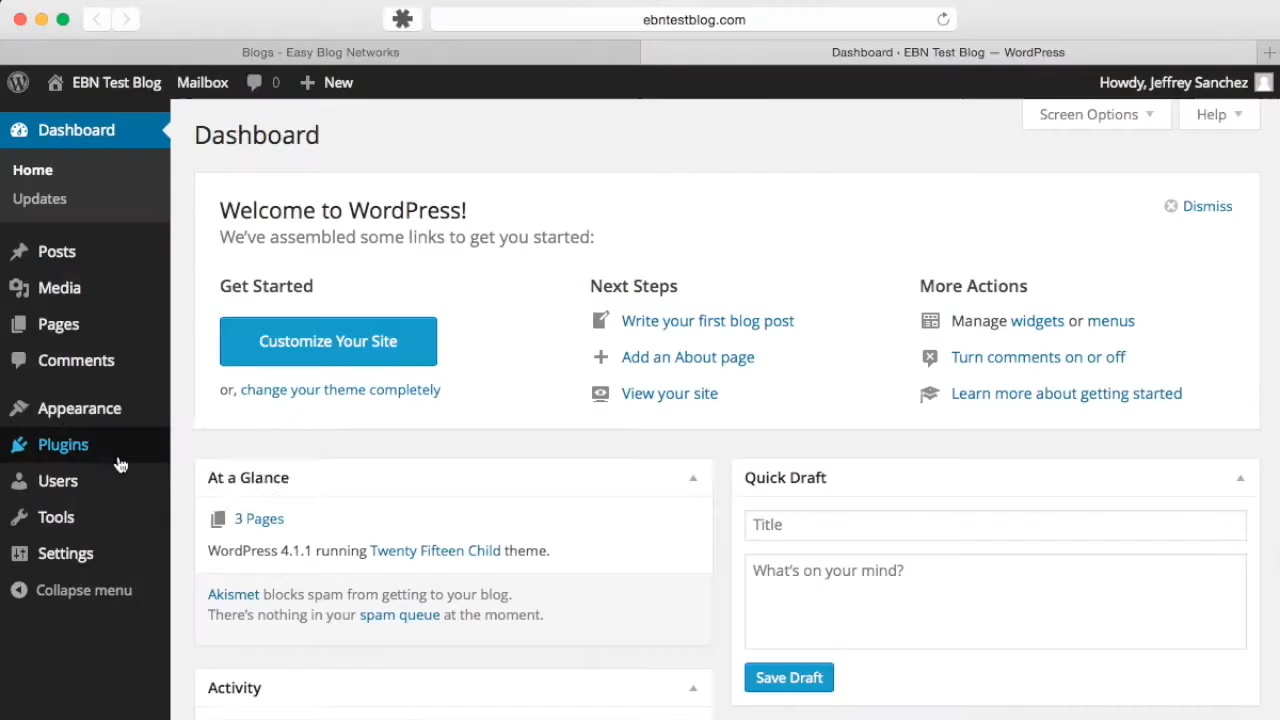 ebntestblog.com
Blogs - Easy Blog Networks
Dashboard ‹ EBN Test Blog — WordPress
EBN Test Blog
Mailbox
0
New
Howdy, Jeffrey Sanchez
Dashboard
Home
Updates
Posts
Media
Pages
Comments
Appearance
Plugins
Users
Tools
Settings
Collapse menu
Screen Options
Help
Dashboard
Welcome to WordPress!
We've assembled some links to get you started:
Dismiss
Get Started
Customize Your Site
or, change your theme completely
Next Steps
Write your first blog post
Add an About page
View your site
More Actions
Manage widgets or menus
Turn comments on or off
Learn more about getting started
At a Glance
3 Pages
WordPress 4.1.1 running Twenty Fifteen Child theme.
Akismet blocks spam from getting to your blog.
There's nothing in your spam queue at the moment.
Activity
Quick Draft
Title
What's on your mind?
Save Draft